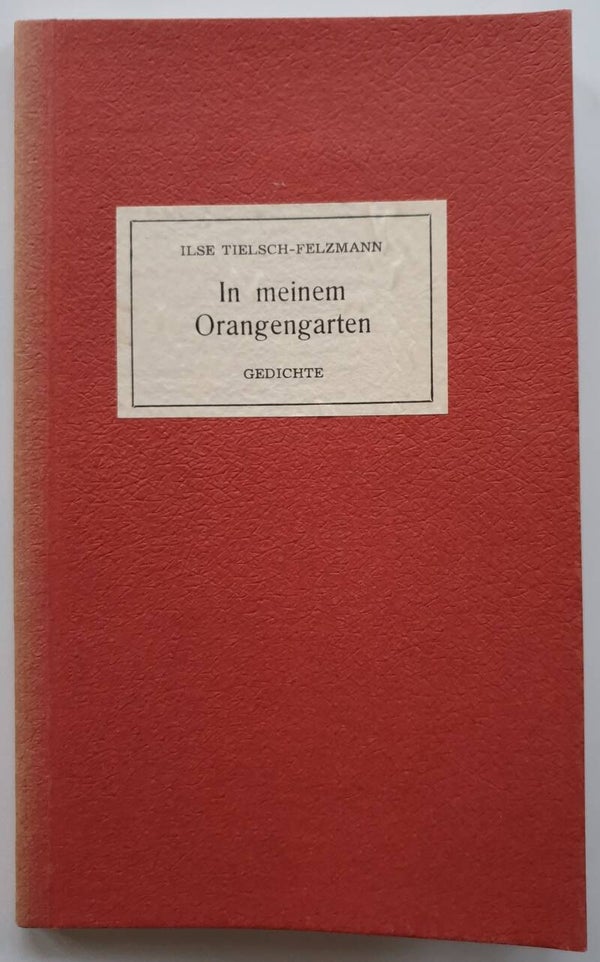 ILSE TIELSCH-FELZMANN
In meinem
Orangengarten
GEDICHTE